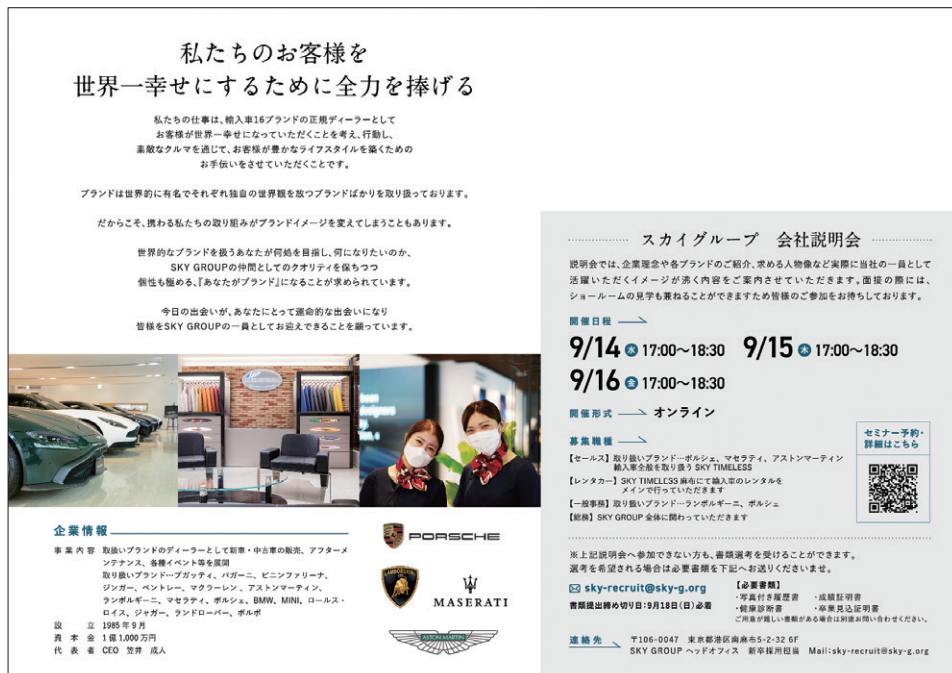 私たちのお客様を
世界一幸せにするために全力を捧げる
私たちの仕事は、輸入車16ブランドの正規ディーラーとして
お客様が世界一幸せになっていただくことを考え、行動し、
素敵なクルマを通じて、お客様が豊かなライフスタイルを築くための
お手伝いをさせていただくことです。
ブランドは世界的に有名でそれぞれ独自の世界観を放つブランドばかりを取り扱っております。
だからこそ、携わる私たちの取り組みがブランドイメージを変えてしまうこともあります。
世界的なブランドを扱うあなたが何処を目指し、何になりたいのか、
SKY GROUPの仲間としてのクオリティを保ちつつ
個性も極める、『あなたがブランド』になることが求められています。
今日の出会いが、あなたにとって運命的な出会いになり
皆様をSKY GROUPの一員としてお迎えできることを願っています。
企業情報
事業内容 取扱いブランドのディーラーとして新車・中古車の販売、アフターメ
ンテナンス、各種イベント等を展開
取り扱いブランド…ブガッティ、パガーニ、ピニンファリーナ、
ジンガー、ベントレー、マクラーレン、アストンマーティン、
ランボルギーニ、マセラティ、ポルシェ、BMW、MINI、ロールス・
ロイス、ジャガー、ランドローバー、ボルボ
設立 1985年9月
資本金 1億1,000万円
代表者 CEO 笠井 成人
PORSCHE
LAMBORGHINI
MASERATI
ASTON MARTIN
スカイグループ 会社説明会
説明会では、企業理念や各ブランドのご紹介、求める人物像など実際に当社の一員として
活躍いただくイメージが沸く内容をご案内させていただきます。面接の際には、
ショールームの見学も兼ねることができますため皆様のご参加をお待ちしております。
開催日程
9/14 水 17:00〜18:30 9/15 木 17:00〜18:30
9/16 金 17:00〜18:30
開催形式 オンライン
募集職種
【セールス】取り扱いブランド…ポルシェ、マセラティ、アストンマーティン
輸入車全般を取り扱う SKY TIMELESS
【レンタカー】SKY TIMELESS 麻布にて輸入車のレンタルを
メインで行っていただきます
【一般事務】取り扱いブランド…ランボルギーニ、ポルシェ
【総務】SKY GROUP 全体に関わっていただきます
セミナー予約・
詳細はこちら
※上記説明会へ参加できない方も、書類選考を受けることができます。
選考を希望される場合は必要書類を下記へお送りくださいませ。
sky-recruit@sky-g.org
書類提出締め切り日：9月18日（日）必着
【必要書類】
・写真付き履歴書 ・成績証明書
・健康診断書 ・卒業見込証明書
ご用意が難しい書類がある場合は別途お問い合わせください。
連絡先 〒106-0047 東京都港区南麻布5-2-32 6F
SKY GROUP ヘッドオフィス 新卒採用担当 Mail:sky-recruit@sky-g.org